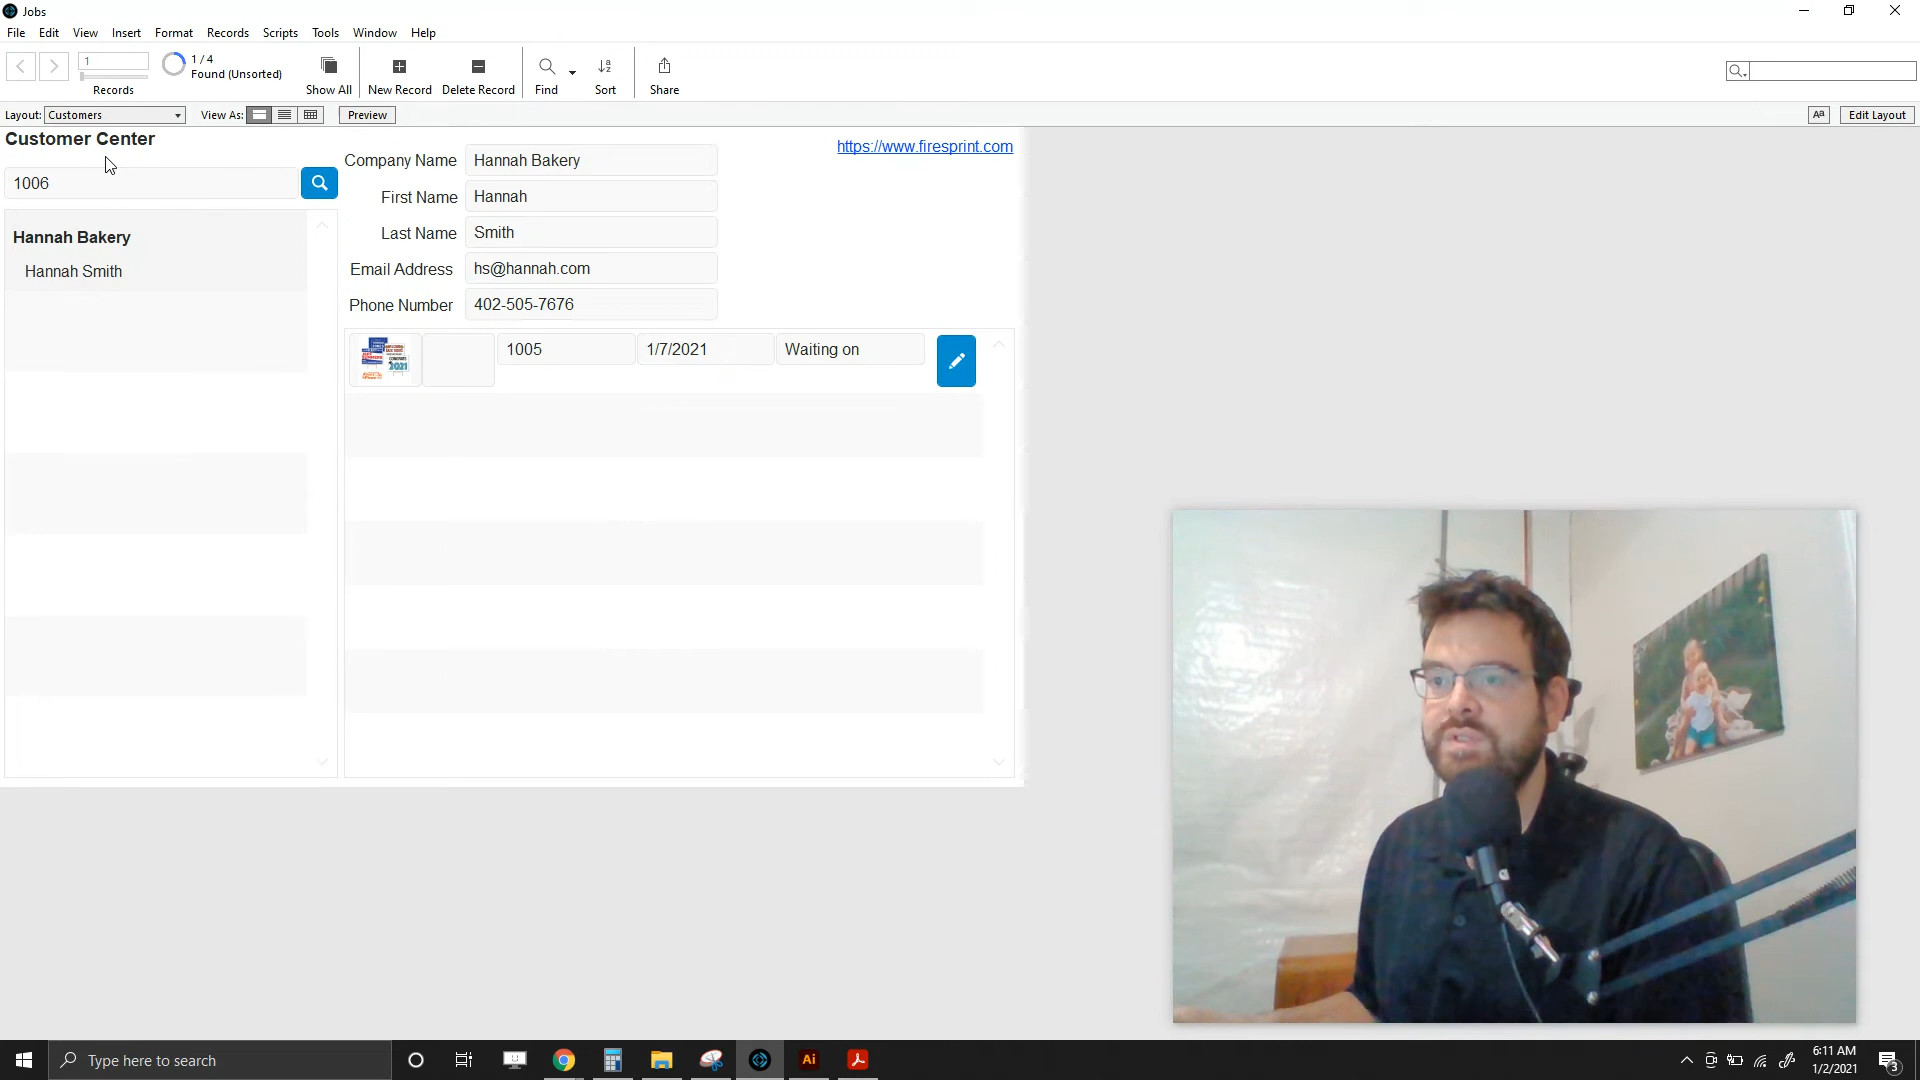 Jobs
File Edit View Insert Format Records Scripts Tools Window Help
1
1 / 4
Found (Unsorted)
Records
Show All
New Record
Delete Record
Find
Sort
Share
Layout: Customers
View As:
Preview
Aa
Edit Layout
Customer Center
1006
Hannah Bakery
Hannah Smith
Company Name Hannah Bakery
First Name Hannah
Last Name Smith
Email Address hs@hannah.com
Phone Number 402-505-7676
https://www.firesprint.com
2021
1005 1/7/2021 Waiting on
Type here to search
Ai
6:11 AM
1/2/2021
3